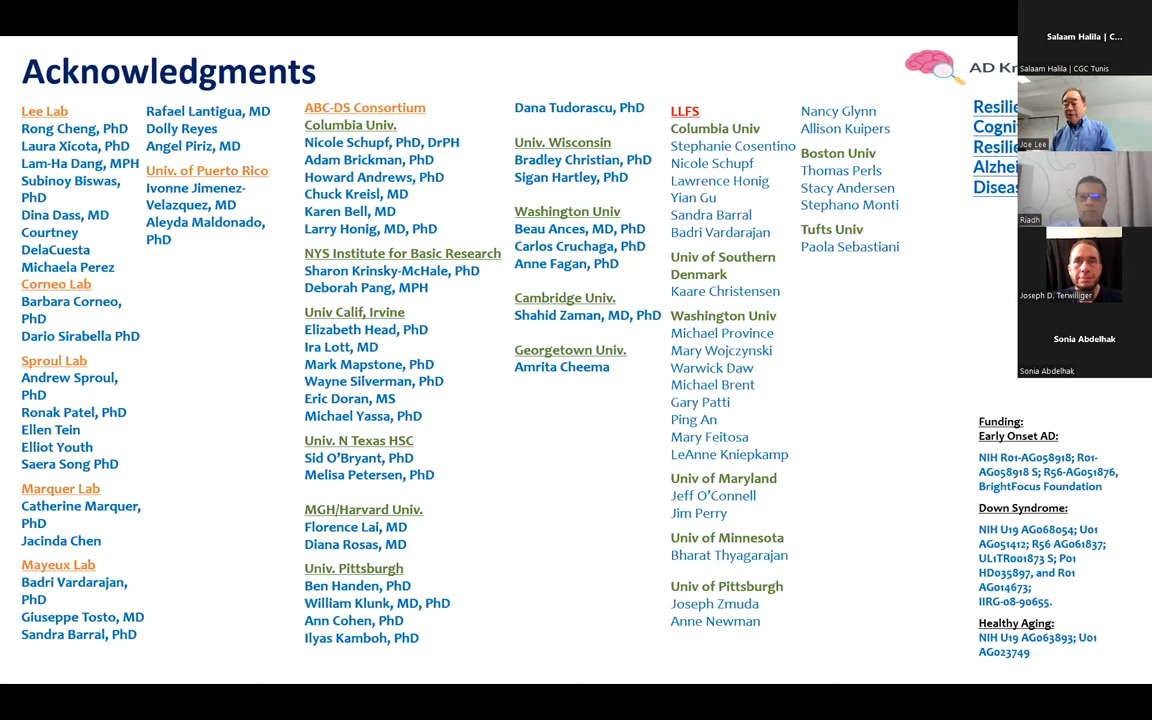 Acknowledgments
Lee Lab
Rong Cheng, PhD
Laura Xicota, PhD
Lam-Ha Dang, MPH
Subinoy Biswas,
PhD
Dina Dass, MD
Courtney
DelaCuesta
Michaela Perez
Corneo Lab
Barbara Corneo,
PhD
Dario Sirabella PhD
Sproul Lab
Andrew Sproul,
PhD
Ronak Patel, PhD
Ellen Tein
Elliot Youth
Saera Song PhD
Marquer Lab
Catherine Marquer,
PhD
Jacinda Chen
Mayeux Lab
Badri Vardarajan,
PhD
Giuseppe Tosto, MD
Sandra Barral, PhD
Rafael Lantigua, MD
Dolly Reyes
Angel Piriz, MD
Univ. of Puerto Rico
Ivonne Jimenez-
Velazquez, MD
Aleyda Maldonado,
PhD
ABC-DS Consortium
Columbia Univ.
Nicole Schupf, PhD, DrPH
Adam Brickman, PhD
Howard Andrews, PhD
Chuck Kreisl, MD
Karen Bell, MD
Larry Honig, MD, PhD
NYS Institute for Basic Research
Sharon Krinsky-McHale, PhD
Deborah Pang, MPH
Univ Calif, Irvine
Elizabeth Head, PhD
Ira Lott, MD
Mark Mapstone, PhD
Wayne Silverman, PhD
Eric Doran, MS
Michael Yassa, PhD
Univ. N Texas HSC
Sid O'Bryant, PhD
Melisa Petersen, PhD
MGH/Harvard Univ.
Florence Lai, MD
Diana Rosas, MD
Univ. Pittsburgh
Ben Handen, PhD
William Klunk, MD, PhD
Ann Cohen, PhD
Ilyas Kamboh, PhD
Dana Tudorascu, PhD
Univ. Wisconsin
Bradley Christian, PhD
Sigan Hartley, PhD
Washington Univ
Beau Ances, MD, PhD
Carlos Cruchaga, PhD
Anne Fagan, PhD
Cambridge Univ.
Shahid Zaman, MD, PhD
Georgetown Univ.
Amrita Cheema
LLFS
Columbia Univ
Stephanie Cosentino
Nicole Schupf
Lawrence Honig
Yian Gu
Sandra Barral
Badri Vardarajan
Univ of Southern
Denmark
Kaare Christensen
Washington Univ
Michael Province
Mary Wojczynski
Warwick Daw
Michael Brent
Gary Patti
Ping An
Mary Feitosa
LeAnne Kniepkamp
Univ of Maryland
Jeff O'Connell
Jim Perry
Univ of Minnesota
Bharat Thyagarajan
Univ of Pittsburgh
Joseph Zmuda
Anne Newman
Nancy Glynn
Allison Kuipers
Boston Univ
Thomas Perls
Stacy Andersen
Stephano Monti
Tufts Univ
Paola Sebastiani
AD Kn
Resilie
Cognit
Resilie
Alzhei
Diseas
Funding:
Early Onset AD:
NIH R01-AG058918; R01-
AG058918 S; R56-AG051876,
BrightFocus Foundation
Down Syndrome:
NIH U19 AG068054; U01
AG051412; R56 AG061837;
UL1TR001873 S; P01
HD035897, and R01
AG014673;
IIRG-08-90655.
Healthy Aging:
NIH U19 AG063893; U01
AG023749
Salaam Halila | C...
Salaam Halila | CGC Tunis
Joe Lee
Riadh
Joseph D. Terwilliger
Sonia Abdelhak
Sonia Abdelhak